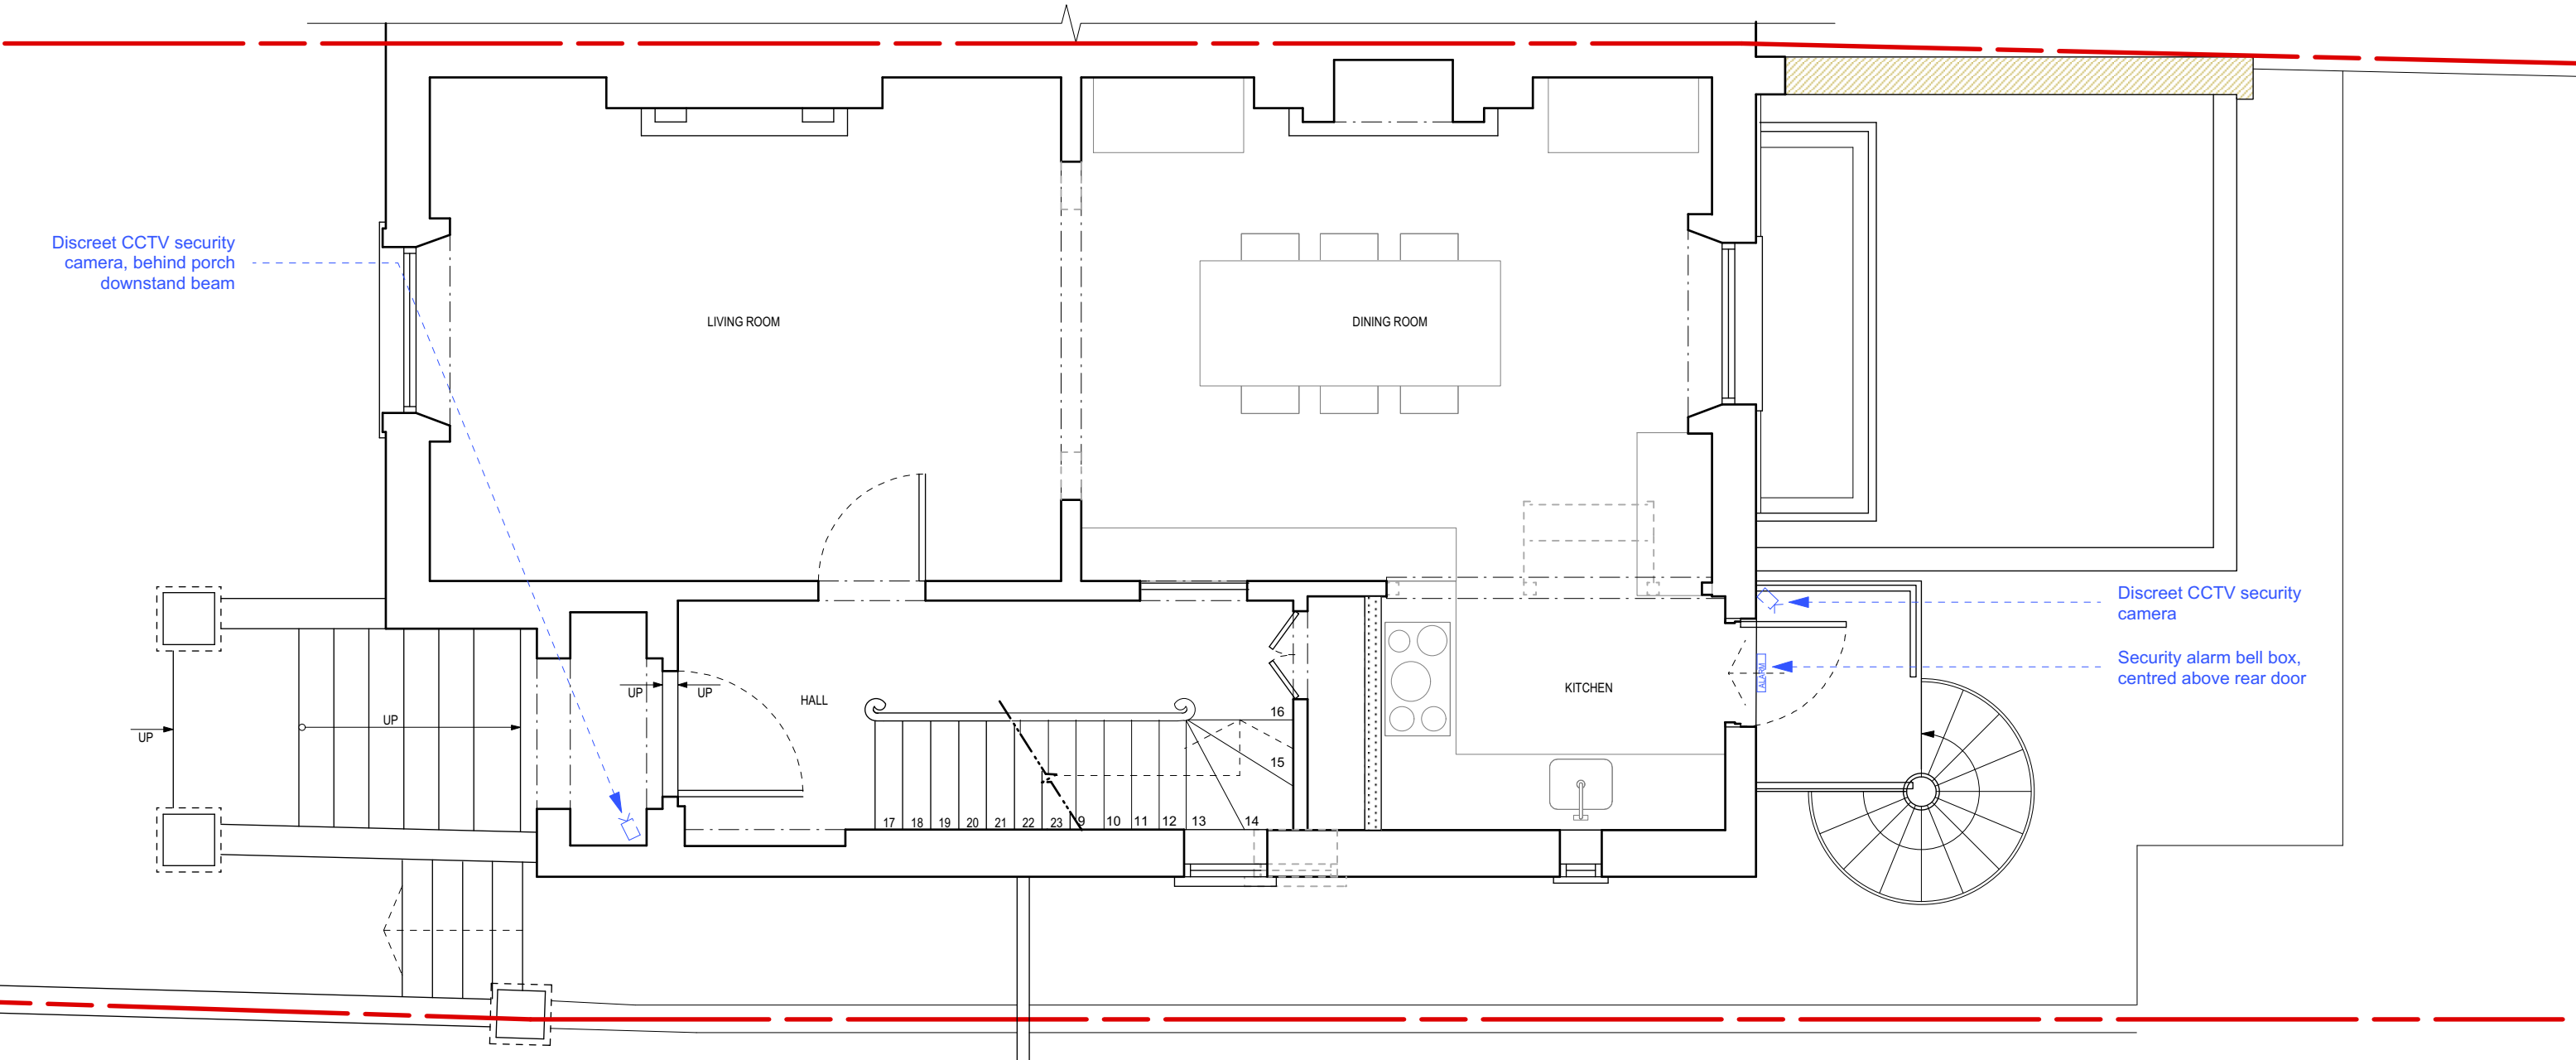 Discreet CCTV security
camera, behind porch
downstand beam
LIVING ROOM
DINING ROOM
Discreet CCTV security
camera
Security alarm bell box,
centred above rear door
ALARM
KITCHEN
HALL
UP
UP
UP
UP
16
15
17
18
19
20
21
22
23
9
10
11
12
13
14